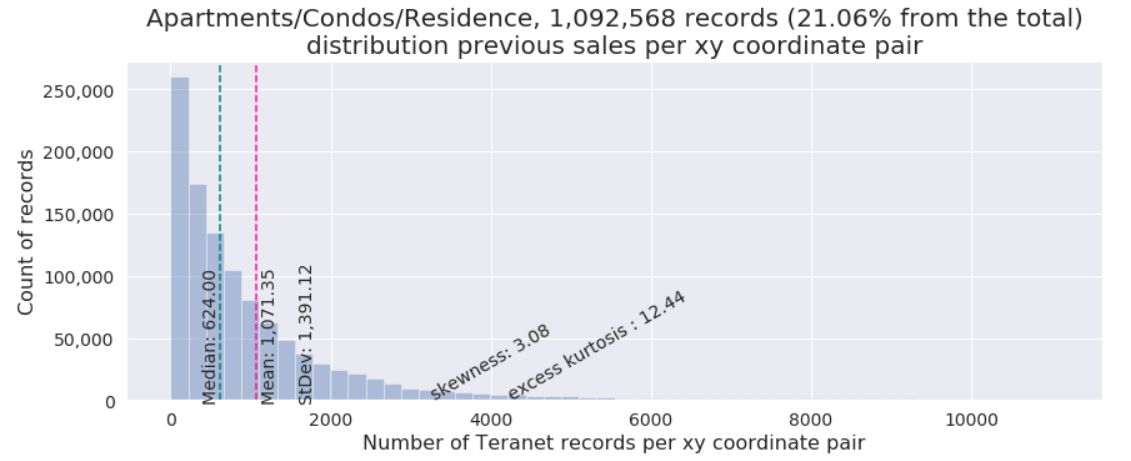 Apartments/Condos/Residence, 1,092,568 records (21.06% from the total)
distribution previous sales per xy coordinate pair
Count of records
250,000
200,000
150,000
100,000
50,000
0
Median: 624.00
Mean: 1,071.35
StDev: 1,391.12
skewness: 3.08
excess kurtosis : 12.44
0
2000
4000
6000
8000
10000
Number of Teranet records per xy coordinate pair